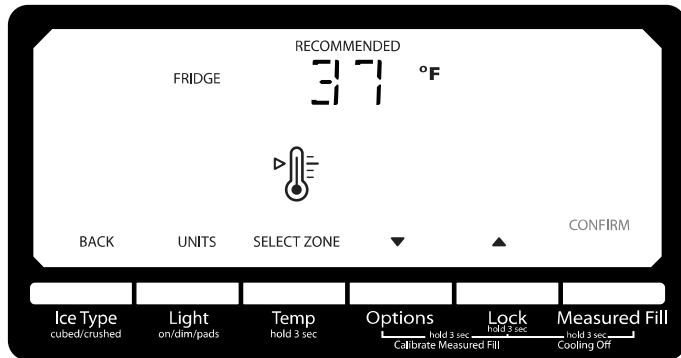 RECOMMENDED
FRIDGE 37 °F
BACK UNITS SELECT ZONE ▼ ▲ CONFIRM
Ice Type Light Temp Options Lock Measured Fill
cubed/crushed on/dim/pads hold 3 sec hold 3 sec
hold 3 sec hold 3 sec
Calibrate Measured Fill Cooling Off